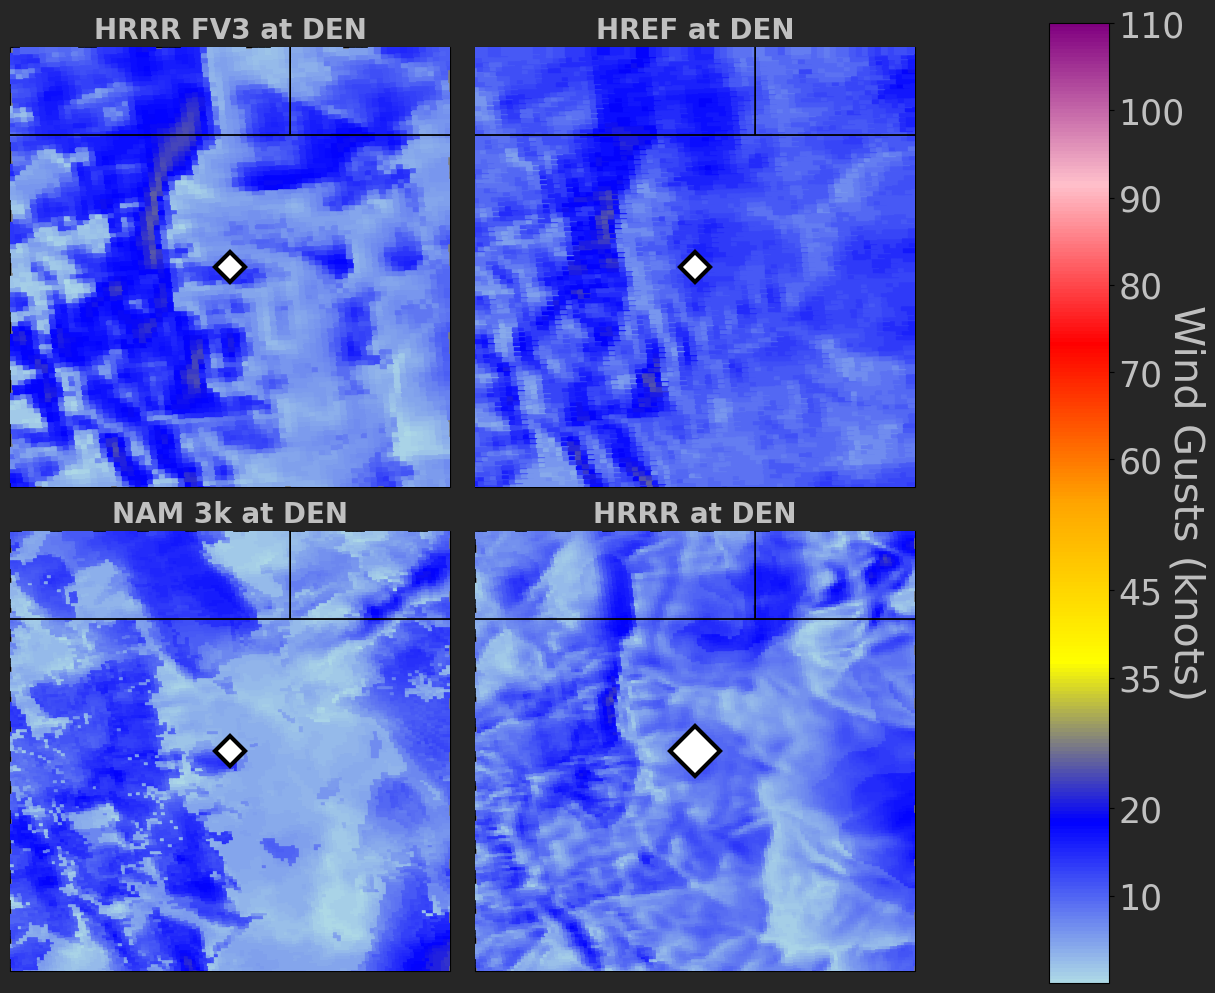 HRRR FV3 at DEN
HREF at DEN
NAM 3k at DEN
HRRR at DEN
110
100
90
80
70
60
45
35
20
10
Wind Gusts (knots)